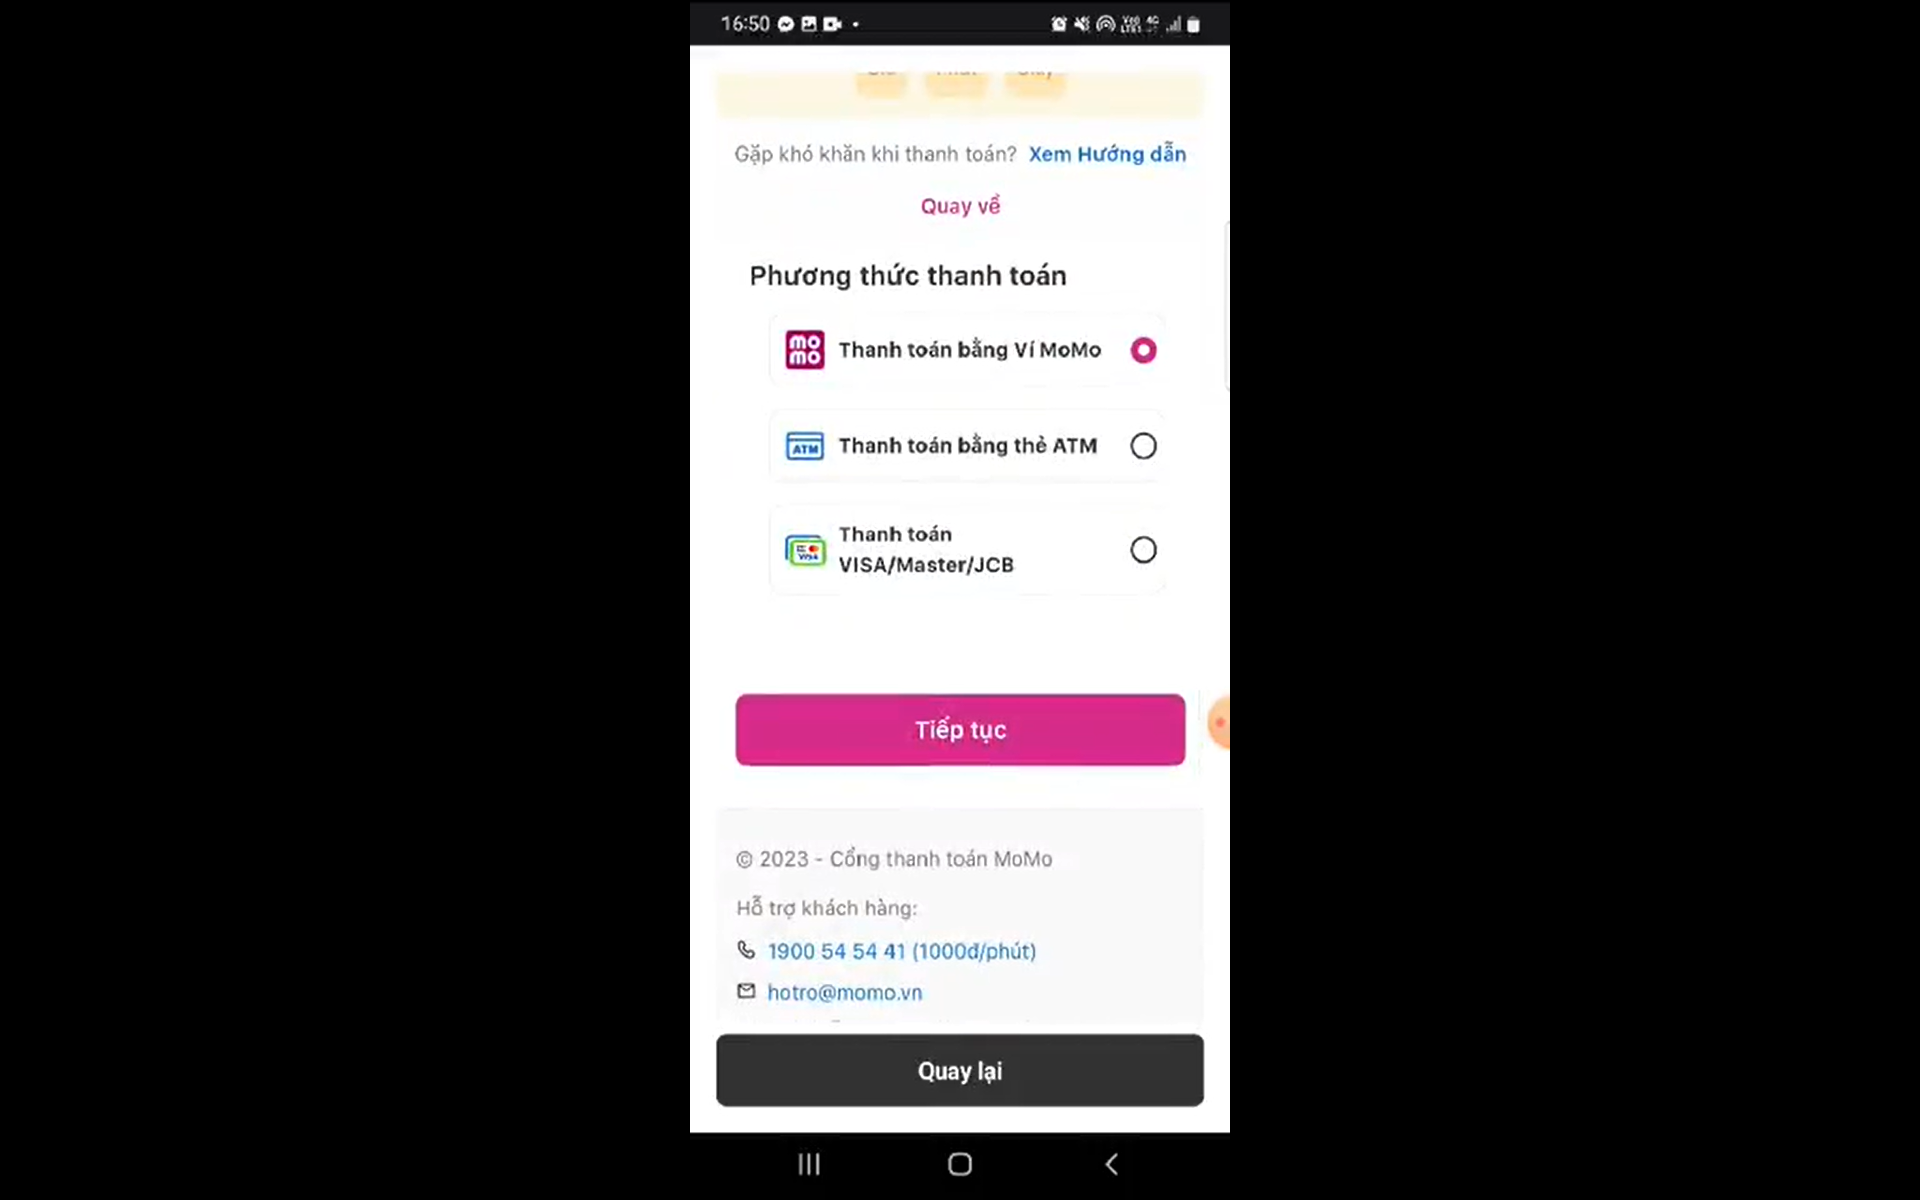 16:50
Gặp khó khăn khi thanh toán? Xem Hướng dẫn
Quay về
Phương thức thanh toán
mo
mo
Thanh toán bằng Ví MoMo
ATM
Thanh toán bằng thẻ ATM
VISA
Thanh toán
VISA/Master/JCB
Tiếp tục
© 2023 - Cổng thanh toán MoMo
Hỗ trợ khách hàng:
1900 54 54 41 (1000đ/phút)
hotro@momo.vn
Quay lại